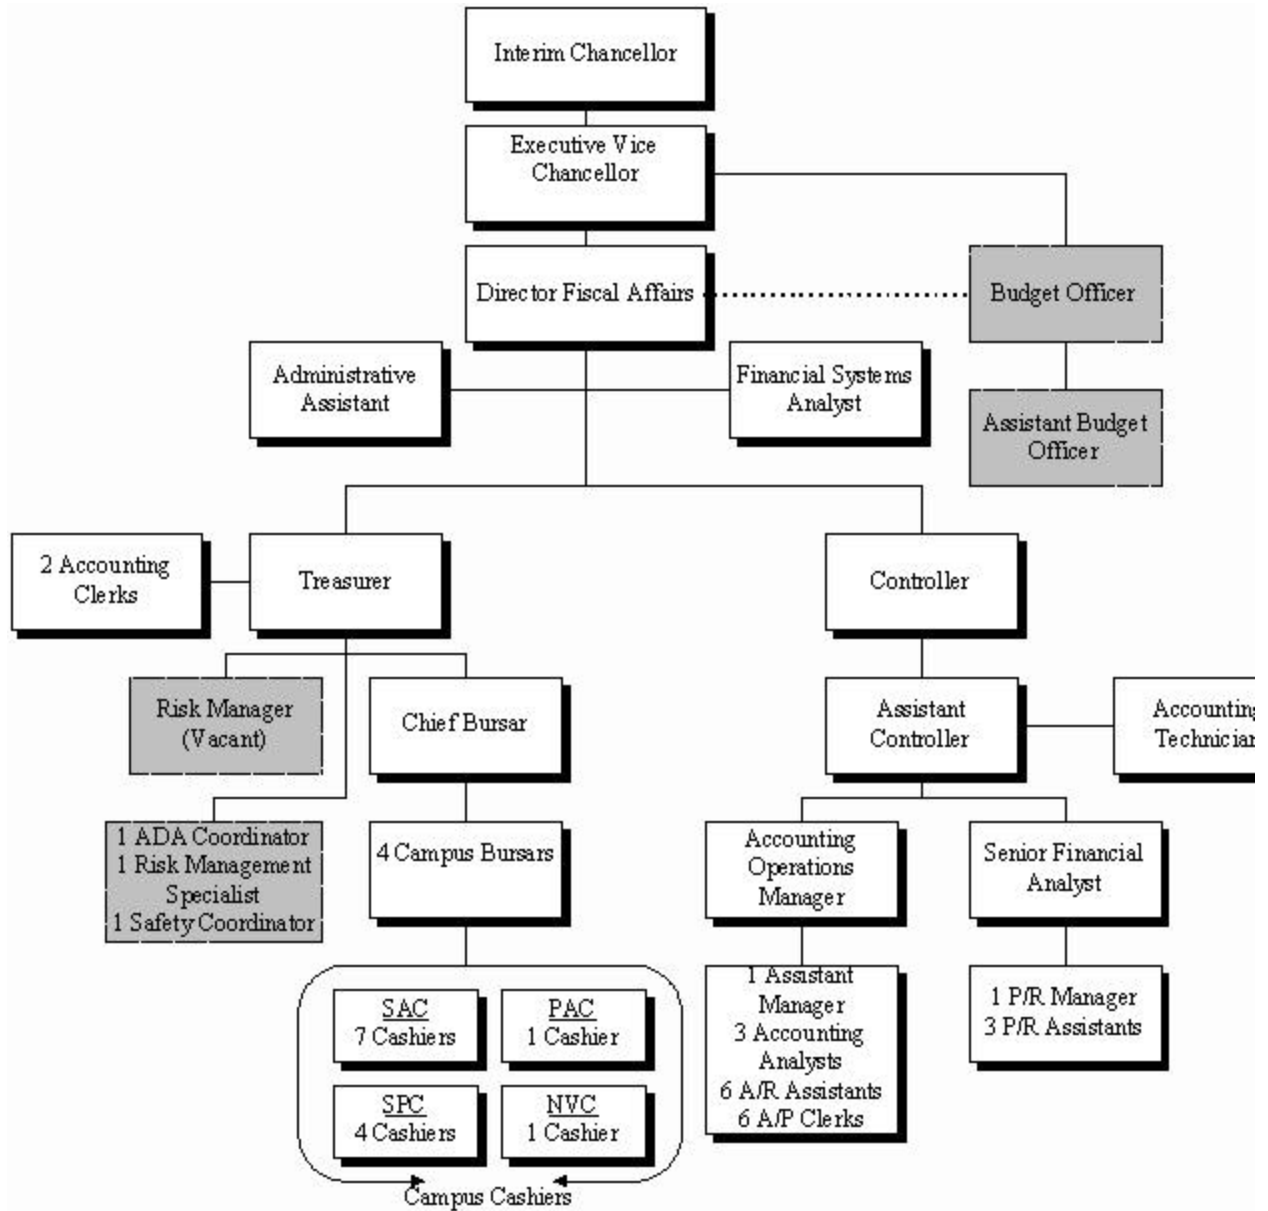 Interim Chancellor
Executive Vice
Chancellor
Director Fiscal Affairs
Budget Officer
Administrative
Assistant
Financial Systems
Analyst
Assistant Budget
Officer
2 Accounting
Clerks
Treasurer
Controller
Risk Manager
(Vacant)
Chief Bursar
Assistant
Controller
Accounting
Technician
1 ADA Coordinator
1 Risk Management
Specialist
1 Safety Coordinator
4 Campus Bursars
Accounting
Operations
Manager
Senior Financial
Analyst
SAC
7 Cashiers
PAC
1 Cashier
SPC
4 Cashiers
NVC
1 Cashier
Campus Cashiers
1 Assistant
Manager
3 Accounting
Analysts
6 A/R Assistants
6 A/P Clerks
1 P/R Manager
3 P/R Assistants